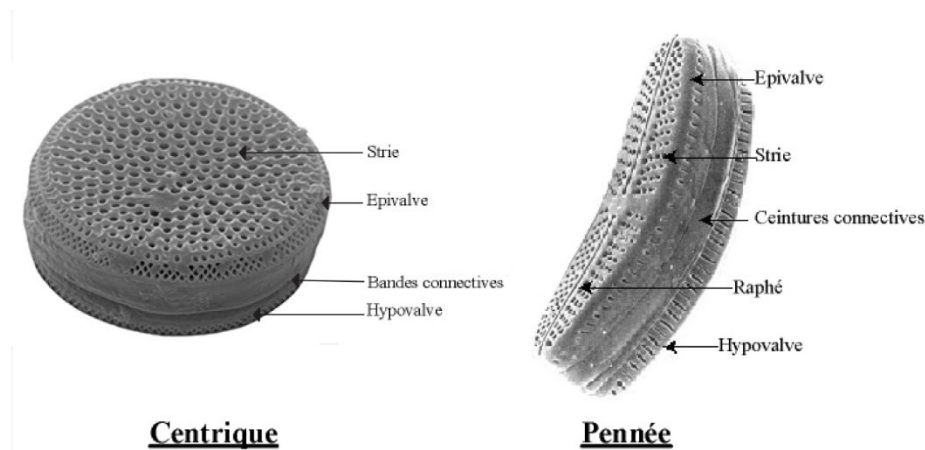 Strie
Epivalve
Bandes connectives
Hypovalve
Centrique
Epivalve
Strie
Ceintures connectives
Raphé
Hypovalve
Pennée